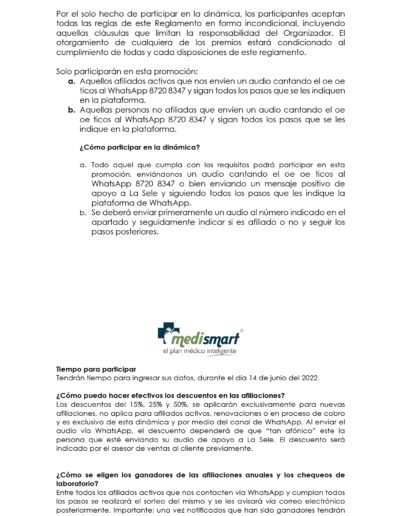 Por el solo hecho de participar en la dinámica, los participantes aceptan
todas las reglas de este Reglamento en forma incondicional, incluyendo
aquellas cláusulas que limitan la responsabilidad del Organizador. El
otorgamiento de cualquiera de los premios estará condicionado al
cumplimiento de todas y cada disposiciones de este reglamento.
Solo participarán en esta promoción:
a. Aquellos afiliados activos que nos envíen un audio cantando el oe oe
ticos al WhatsApp 8720 8347 y sigan todos los pasos que se les indiquen
en la plataforma.
b. Aquellas personas no afiliadas que envíen un audio cantando el oe
oe ticos al WhatsApp 8720 8347 y sigan todos los pasos que se les
indique en la plataforma.
¿Cómo participar en la dinámica?
a. Todo aquel que cumpla con los requisitos podrá participar en esta
promoción, enviándonos un audio cantando el oe oe ticos al
WhatsApp 8720 8347 o bien enviando un mensaje positivo de
apoyo a La Sele y siguiendo todos los pasos que les indique la
plataforma de WhatsApp.
b. Se deberá enviar primeramente un audio al número indicado en el
apartado y seguidamente indicar si es afiliado o no y seguir los
pasos posteriores.
medismart
el plan médico inteligente
Tiempo para participar
Tendrán tiempo para ingresar sus datos, durante el día 14 de junio del 2022.
¿Cómo puedo hacer efectivos los descuentos en las afiliaciones?
Los descuentos del 15%, 25% y 50%, se aplicarán exclusivamente para nuevas
afiliaciones, no aplica para afiliados activos, renovaciones o en proceso de cobro
y es exclusivo de esta dinámica y por medio del canal de WhatsApp. Al enviar el
audio vía WhatsApp, el descuento dependerá de que "tan afónico" este la
persona que esté enviando su audio de apoyo a La Sele. El descuento será
indicado por el asesor de ventas al cliente previamente.
¿Cómo se eligen los ganadores de las afiliaciones anuales y los chequeos de
laboratorio?
Entre todos los afiliados activos que nos contacten vía WhatsApp y cumplan todos
los pasos se realizará el sorteo del mismo y se les avisará vía correo electrónico
posteriormente. Importante: una vez notificados que han sido ganadores tendrán